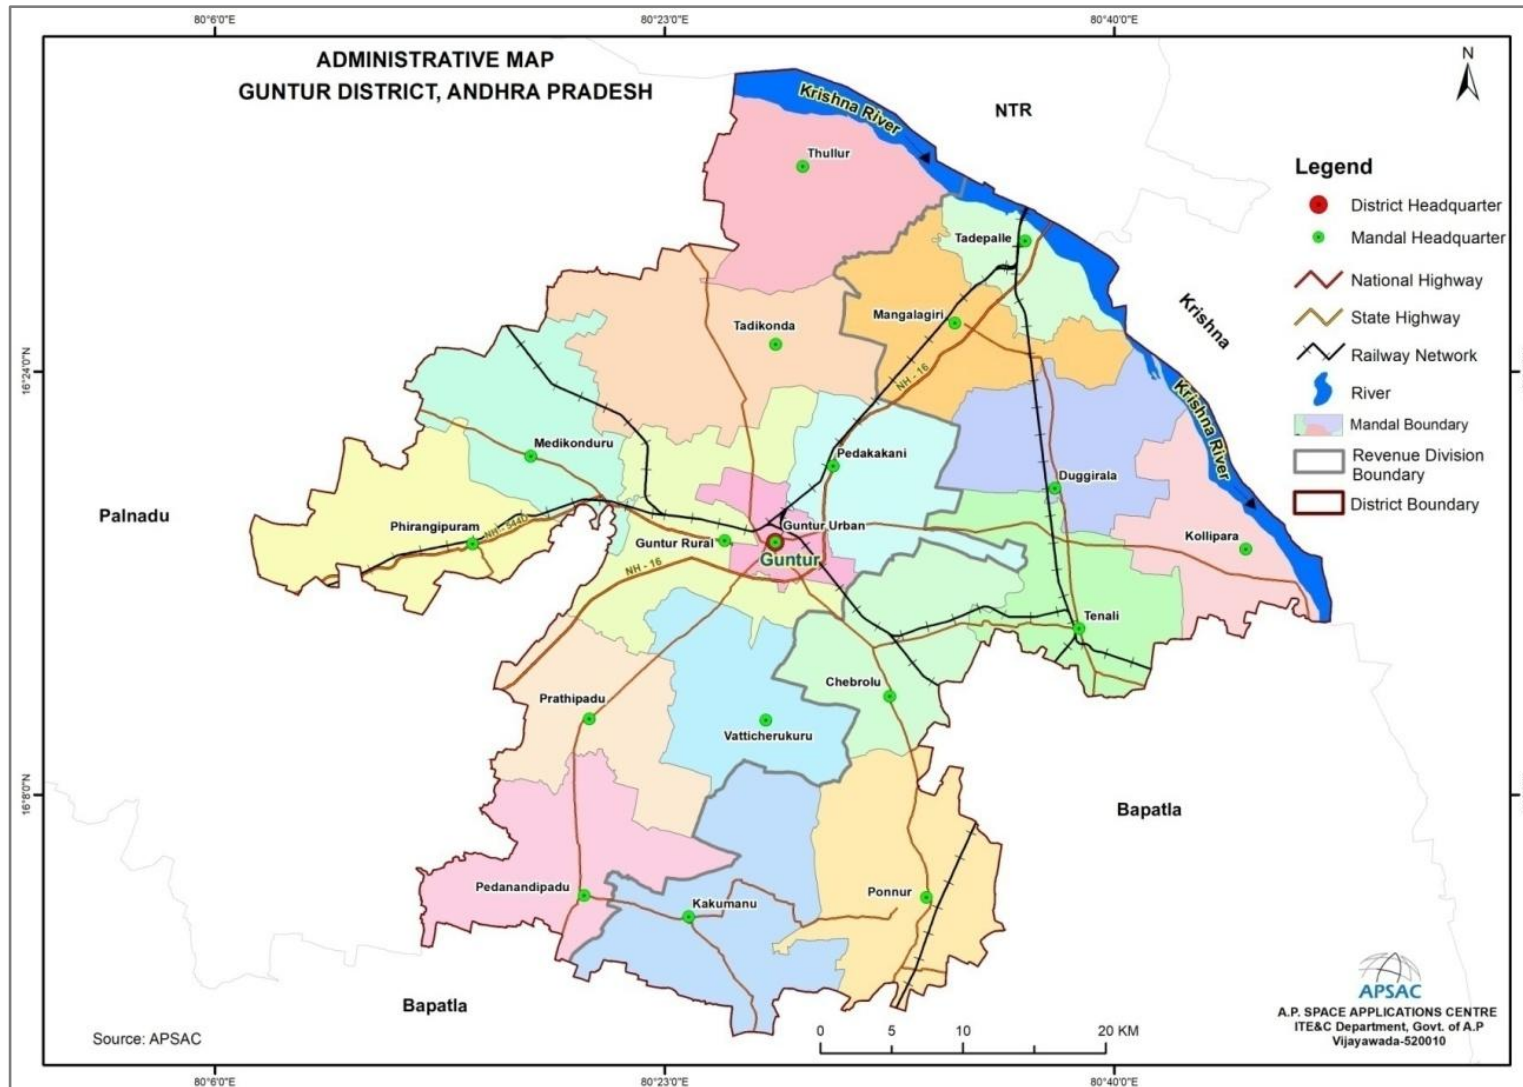 80°6'0"E
80°23'0"E
80°40'0"E
ADMINISTRATIVE MAP
GUNTUR DISTRICT, ANDHRA PRADESH
N
Krishna River
NTR
Thullur
Legend
District Headquarter
Mandal Headquarter
National Highway
State Highway
Railway Network
River
Mandal Boundary
Revenue Division
Boundary
District Boundary
Tadepalle
Krishna
Mangalagiri
Tadikonda
16°24'0"N
NH - 16
Krishna River
Medikonduru
Pedakakani
Duggirala
Palnadu
Phirangipuram
NH - 544D
Guntur Rural
Guntur Urban
Guntur
Kollipara
NH - 16
Tenali
Prathipadu
Chebrolu
Vatticherukuru
16°8'0"N
Bapatla
Pedanandipadu
Kakumanu
Ponnur
Bapatla
APSAC
A.P. SPACE APPLICATIONS CENTRE
ITE&C Department, Govt. of A.P
Vijayawada-520010
Source: APSAC
0 5 10 20 KM
80°6'0"E
80°23'0"E
80°40'0"E